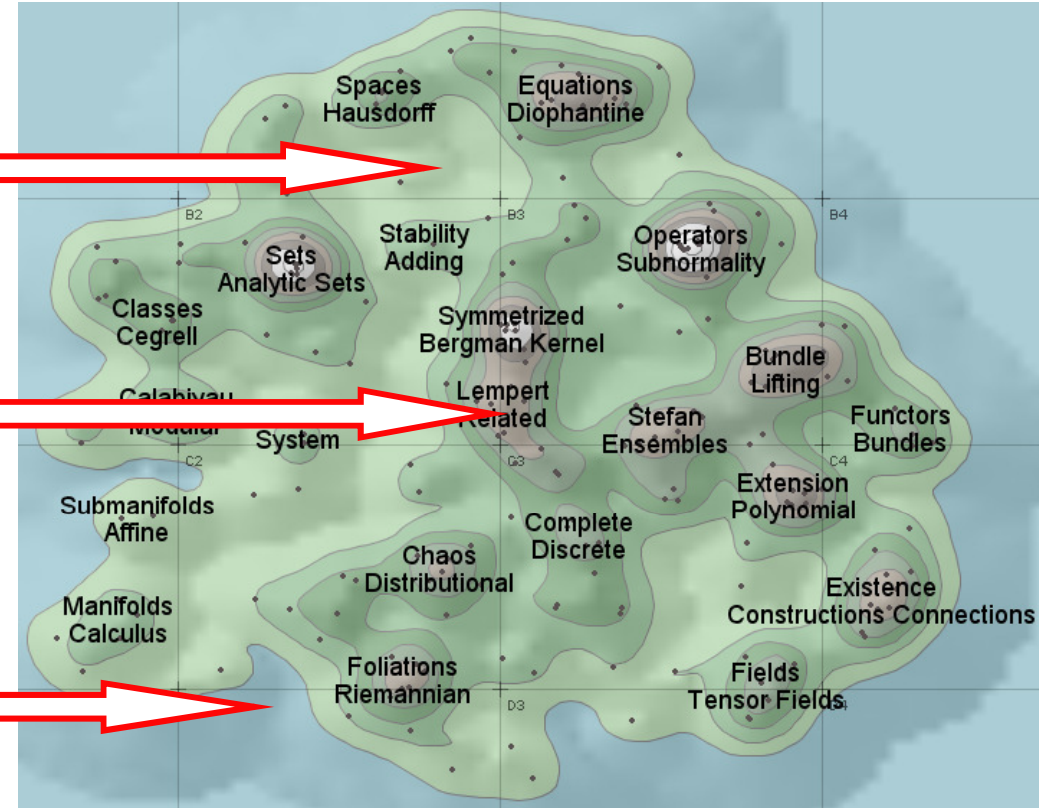 Spaces
Hausdorff
Equations
Diophantine
B2
B3
B4
Stability
Adding
Operators
Subnormality
Sets
Analytic Sets
Classes
Cegrell
Symmetrized
Bergman Kernel
Bundle
Lifting
Calabiyau
Modular
Lempert
Related
Stefan
Ensembles
Functors
Bundles
System
C2
C3
C4
Submanifolds
Affine
Extension
Polynomial
Complete
Discrete
Chaos
Distributional
Existence
Constructions Connections
Manifolds
Calculus
Foliations
Riemannian
Fields
Tensor Fields
D3